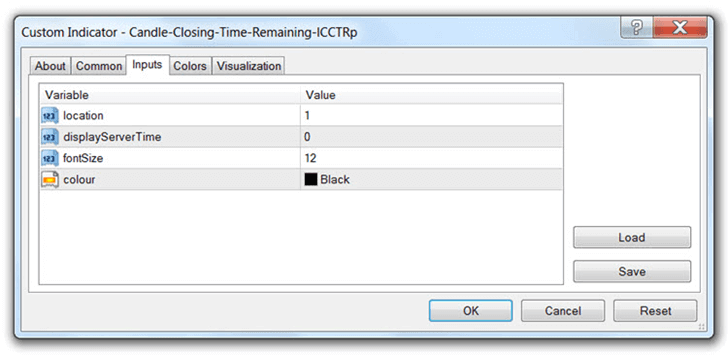 Custom Indicator - Candle-Closing-Time-Remaining-ICCTRp
? X
About Common Inputs Colors Visualization
Variable Value
123 location 1
123 displayServerTime 0
123 fontSize 12
colour Black
Load
Save
OK Cancel Reset